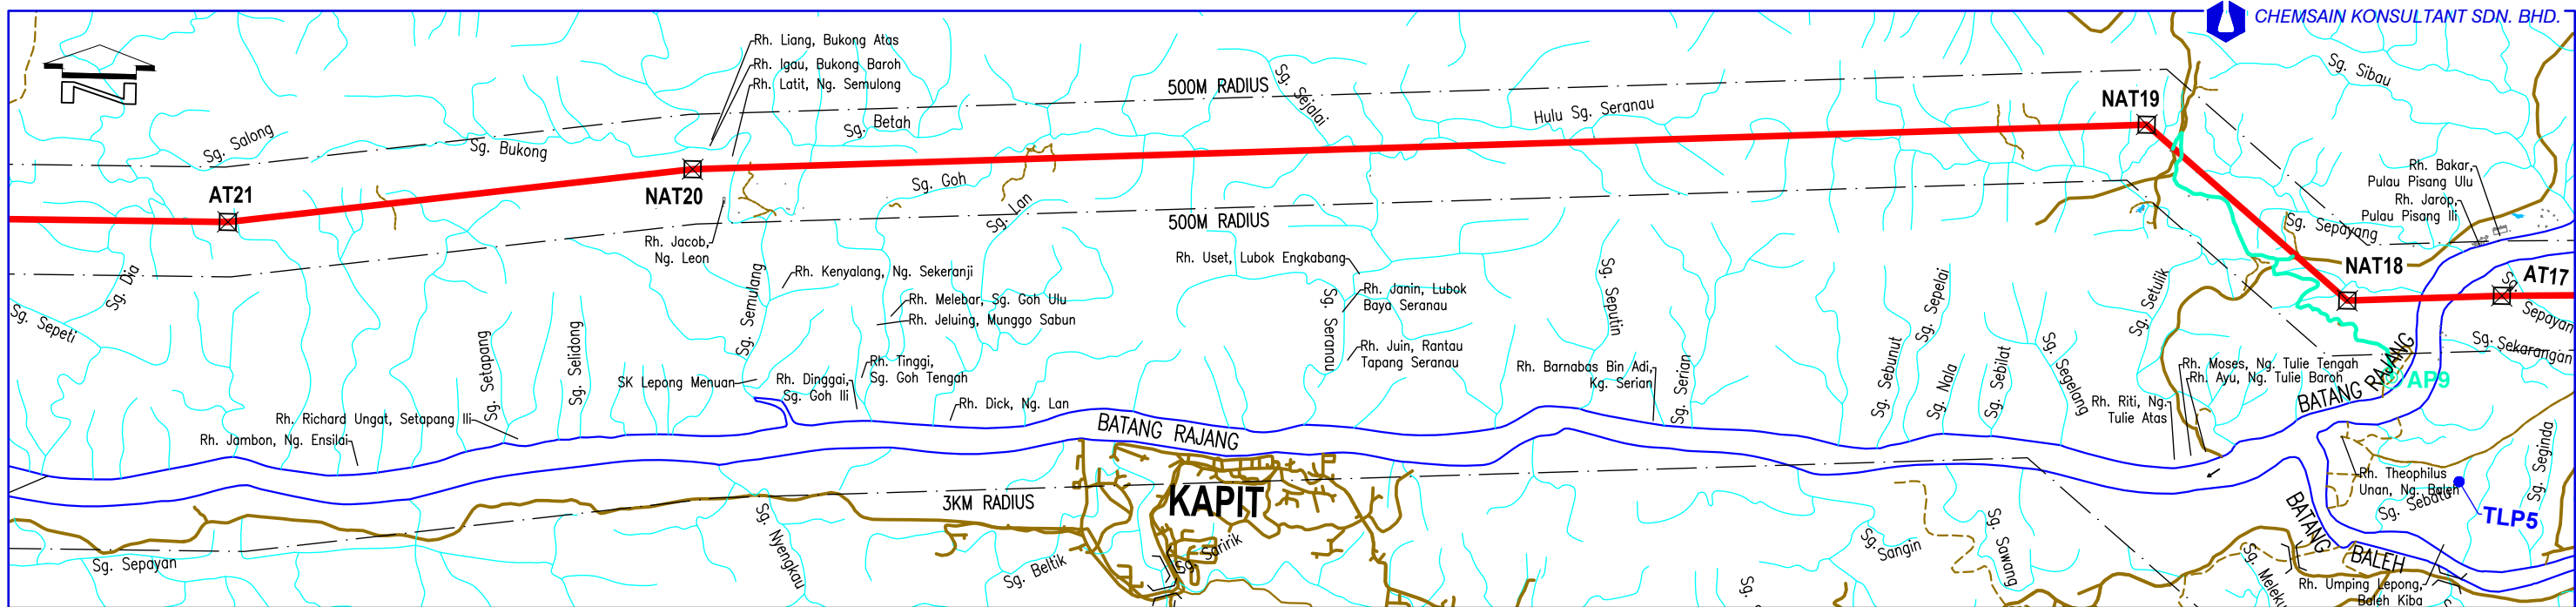 CHEMSAIN KONSULTANT SDN. BHD.
Rh. Liang, Bukong Atas
Rh. Igau, Bukong Baroh
Rh. Latit, Ng. Semulong
500M RADIUS
Sg. Sejalai
Hulu Sg. Seranau
NAT19
Sg. Sibau
Sg. Salong
Sg. Bukong
Sg. Betah
AT21
NAT20
Sg. Goh
Sg. Lan
500M RADIUS
Rh. Bakar,
Pulau Pisang Ulu
Rh. Jarop,
Pulau Pisang Ili
Sg. Sepayang
NAT18
AT17
Sg. Sepayan
Rh. Jacob,
Ng. Leon
Sg. Dia
Sg. Sepeti
Sg. Semulang
Rh. Kenyalang, Ng. Sekeranji
Rh. Melebar, Sg. Goh Ulu
Rh. Jeluing, Munggo Sabun
Rh. Uset, Lubok Engkabang
Rh. Janin, Lubok
Baya Seranau
Sg. Seranau
Rh. Juin, Rantau
Tapang Seranau
Sg. Seputin
Sg. Sepelai
Sg. Setulik
Sg. Sekarangan
Sg. Setapang
Sg. Selidong
SK Lepong Menuan
Rh. Dinggai,
Sg. Goh Ili
Rh. Tinggi,
Sg. Goh Tengah
Rh. Dick, Ng. Lan
Rh. Barnabas Bin Adi,
Kg. Serian
Sg. Serian
Sg. Sebunut
Sg. Nala
Sg. Sebilat
Sg. Segelang
Rh. Moses, Ng. Tulie Tengah
Rh. Ayu, Ng. Tulie Baroh
Rh. Riti, Ng.
Tulie Atas
BATANG RAJANG
AP9
Rh. Richard Ungat, Setapang Ili
Rh. Jambon, Ng. Ensilai
BATANG RAJANG
KAPIT
3KM RADIUS
Rh. Theophilus
Unan, Ng. Baleh
Sg. Sebatu
TLP5
Sg. Seginda
BATANG
BALEH
Sg. Sepayan
Sg. Nyengkau
Sg. Beltik
Sg. Saririk
Sg. Sangin
Sg. Sawang
Sg.
Sg. Meleku
Rh. Umping Lepong,
Baleh Kiba